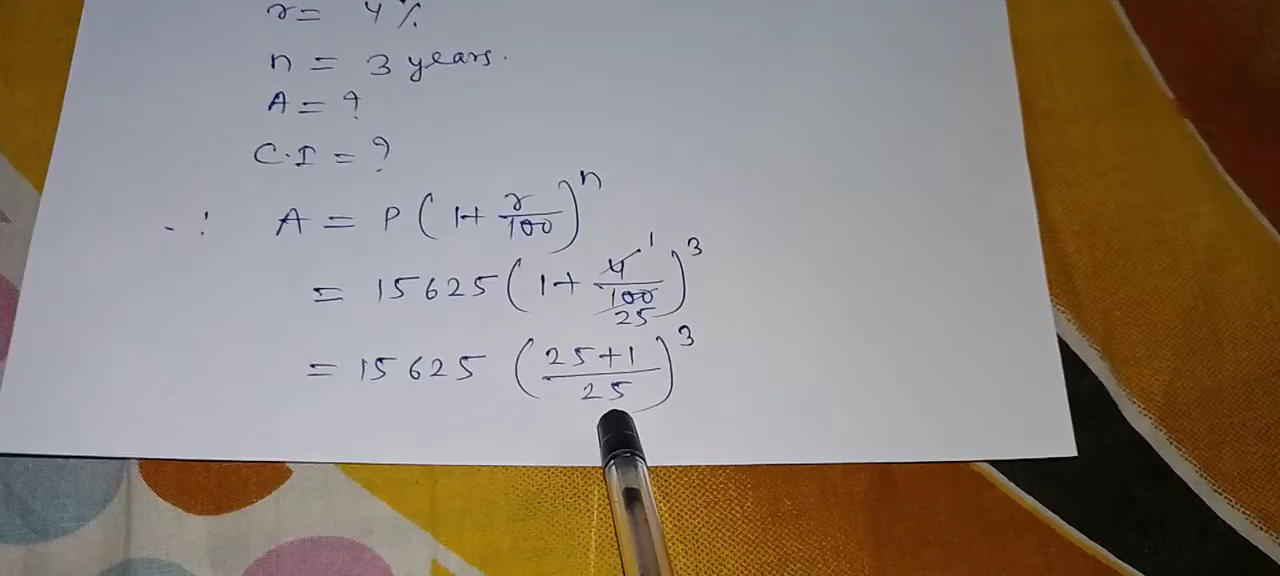 r= 4%
n = 3 years.
A = ?
C.I = ?
∴ A = P(1+ r/100)^n
= 15625(1+ 4 1/100 25)^3
= 15625 (25+1/25)^3